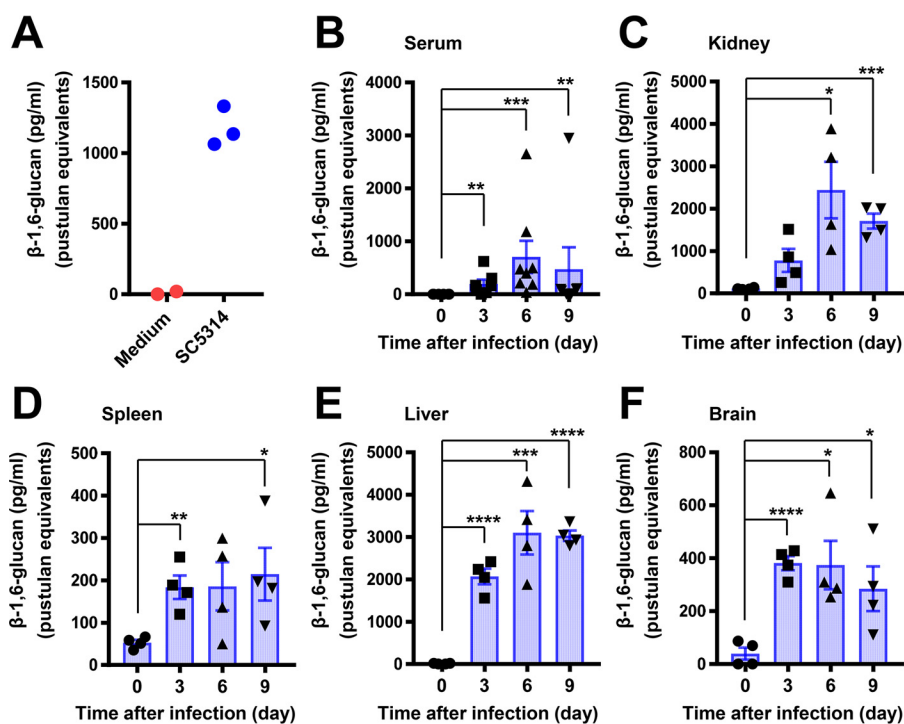 A
β-1,6-glucan (pg/ml)
(pustulan equivalents)
1500
1000
500
0
Medium
SC5314
B
Serum
β-1,6-glucan (pg/ml)
(pustulan equivalents)
4000
3000
2000
1000
0
**
***
**
0 3 6 9
Time after infection (day)
C
Kidney
β-1,6-glucan (pg/ml)
(pustulan equivalents)
5000
4000
3000
2000
1000
0
***
*
0 3 6 9
Time after infection (day)
D
Spleen
β-1,6-glucan (pg/ml)
(pustulan equivalents)
500
400
300
200
100
0
*
**
0 3 6 9
Time after infection (day)
E
Liver
β-1,6-glucan (pg/ml)
(pustulan equivalents)
5000
4000
3000
2000
1000
0
****
***
****
0 3 6 9
Time after infection (day)
F
Brain
β-1,6-glucan (pg/ml)
(pustulan equivalents)
800
600
400
200
0
*
*
****
0 3 6 9
Time after infection (day)